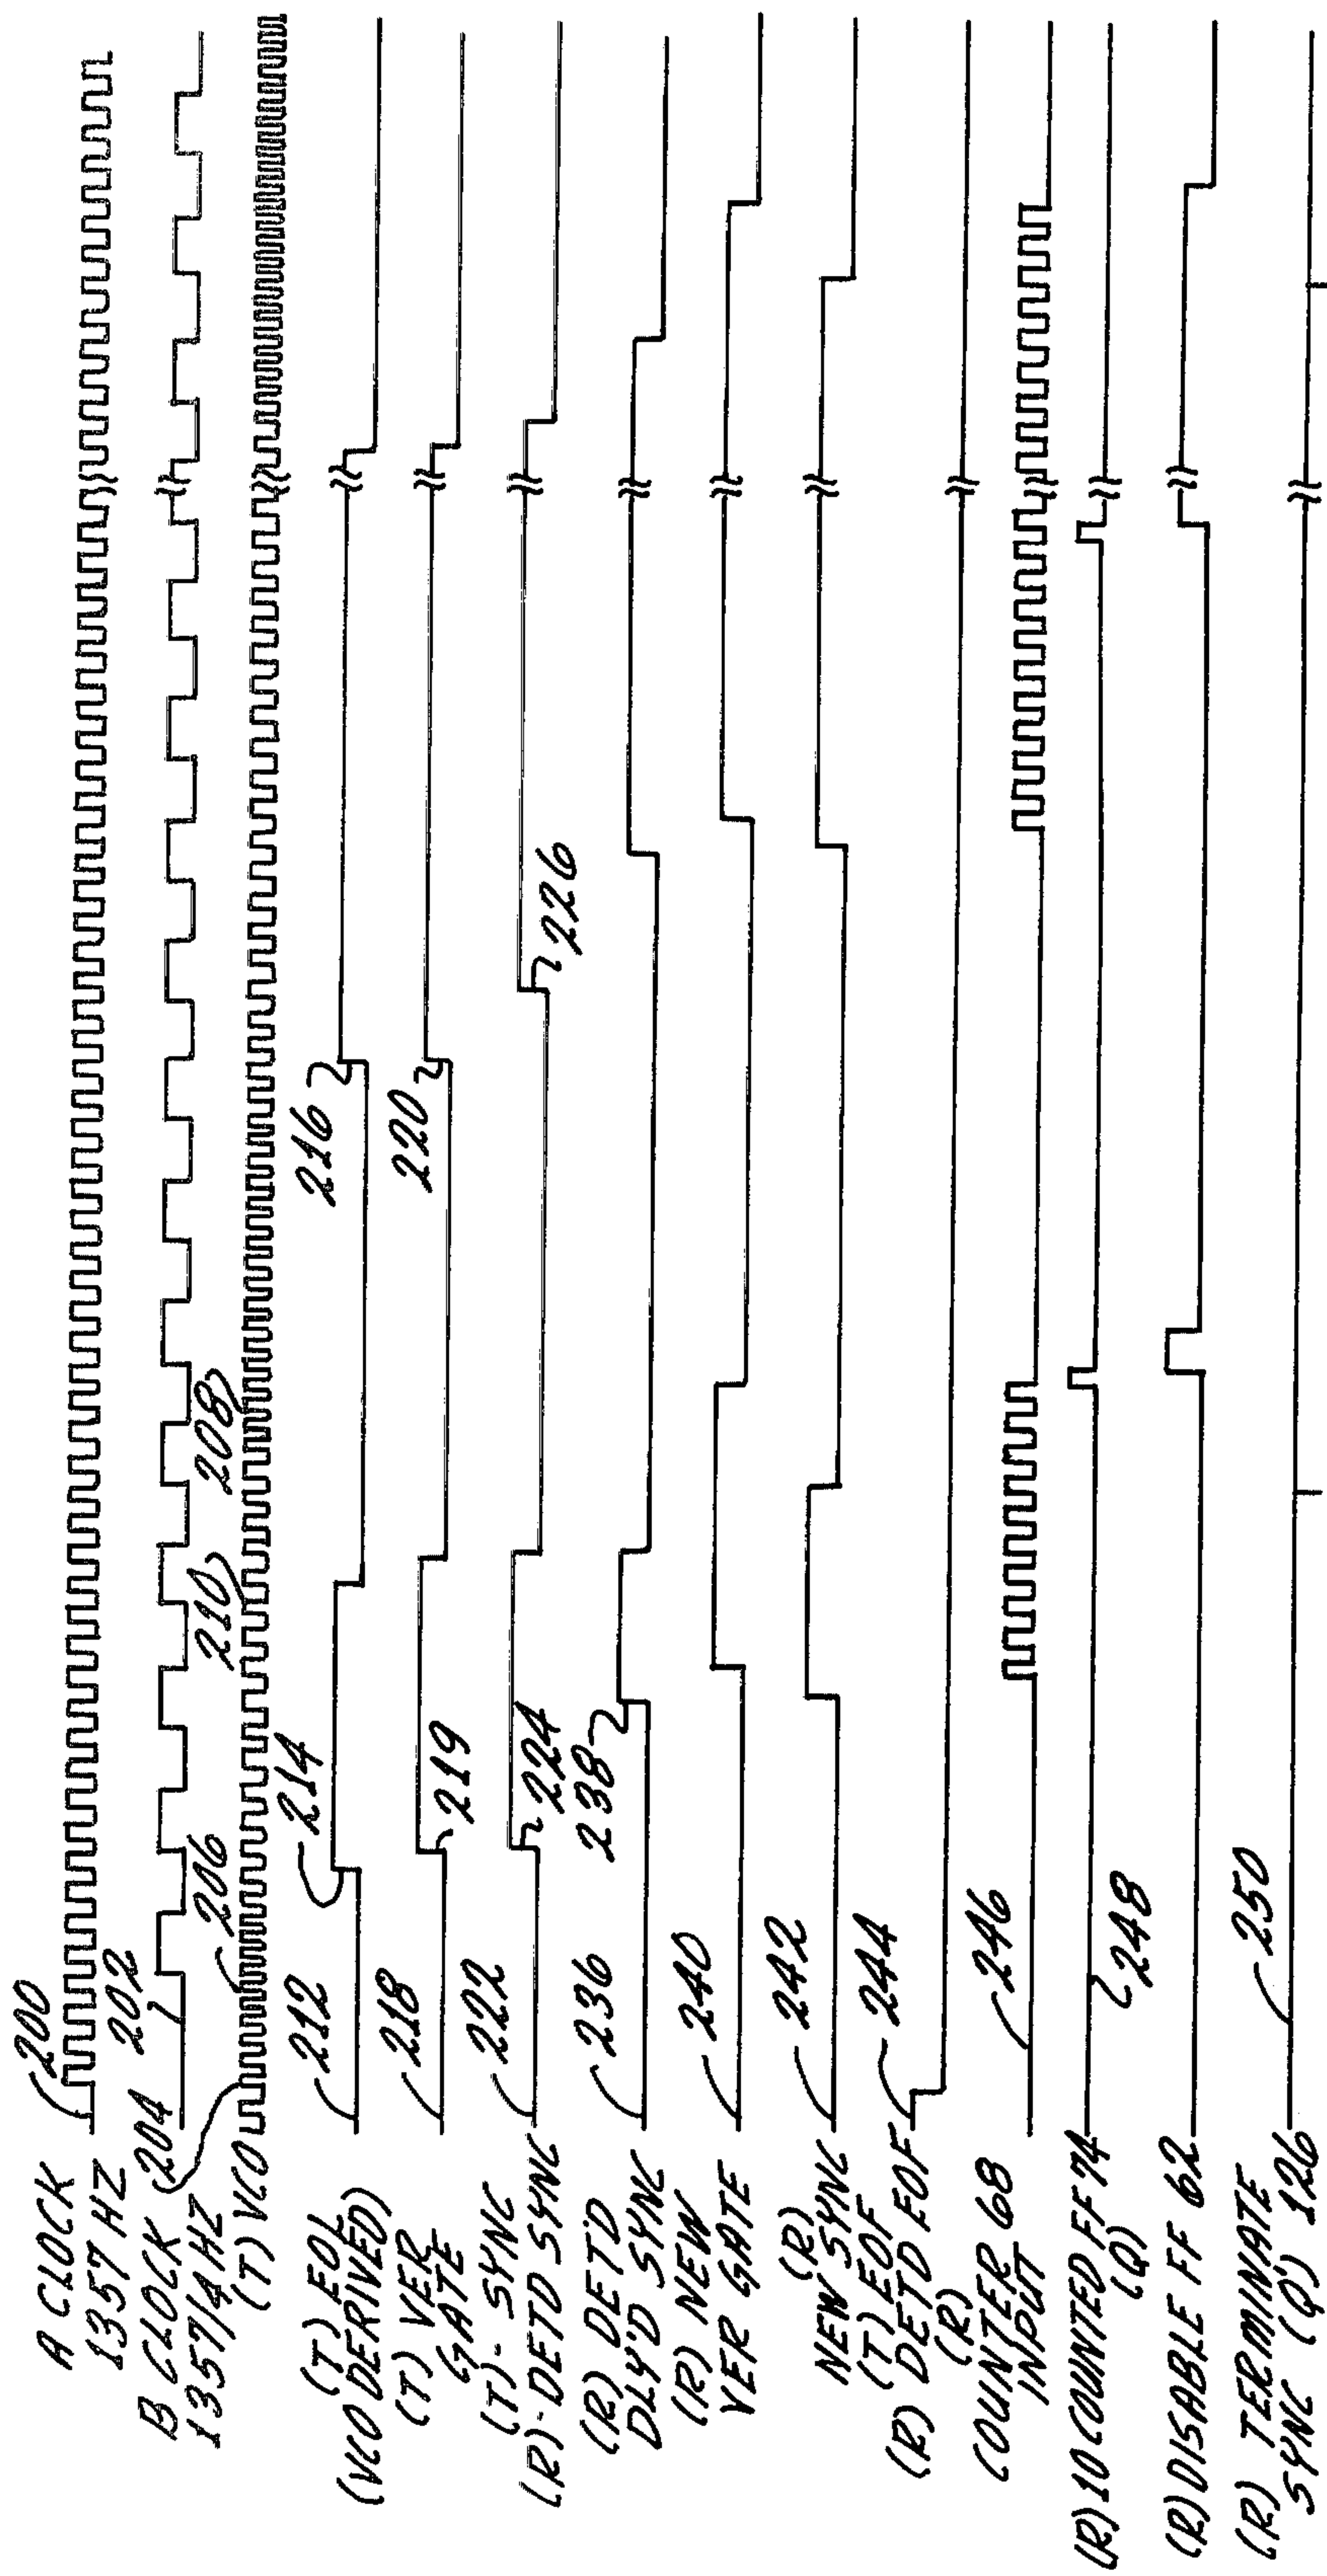 A CLOCK
1357 HZ
200
B CLOCK
1357/4 HZ
202
204
(T) VCO
206
210
208
(T) EOL
(VCO DERIVED)
212
214
216
(T) VER
GATE
218
219
220
(T)- SYNC
(R)-DETD SYNC
222
224
226
(R) DET'D
DLY'D SYNC
236
238
(R) NEW
VER GATE
240
(R)
NEW SYNC
242
(T) EOF
(R) DETD EOF
244
(R)
COUNTER 68
INPUT
246
(R) 10 COUNTED FF 74
(Q)
248
(R) DISABLE FF 62
(R) TERMINATE
SYNC (Q') 126
250